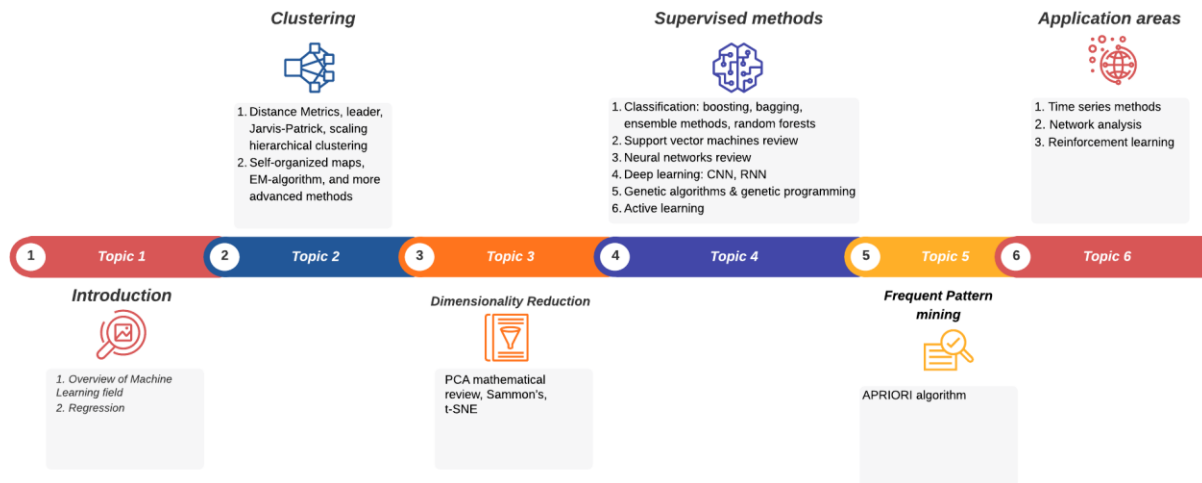 Clustering
1. Distance Metrics, leader,
Jarvis-Patrick, scaling
hierarchical clustering
2. Self-organized maps,
EM-algorithm, and more
advanced methods
Supervised methods
1. Classification: boosting, bagging,
ensemble methods, random forests
2. Support vector machines review
3. Neural networks review
4. Deep learning: CNN, RNN
5. Genetic algorithms & genetic programming
6. Active learning
Application areas
1. Time series methods
2. Network analysis
3. Reinforcement learning
1 Topic 1 2 Topic 2 3 Topic 3 4 Topic 4 5 Topic 5 6 Topic 6
Introduction
1. Overview of Machine
Learning field
2. Regression
Dimensionality Reduction
PCA mathematical
review, Sammon's,
t-SNE
Frequent Pattern
mining
APRIORI algorithm